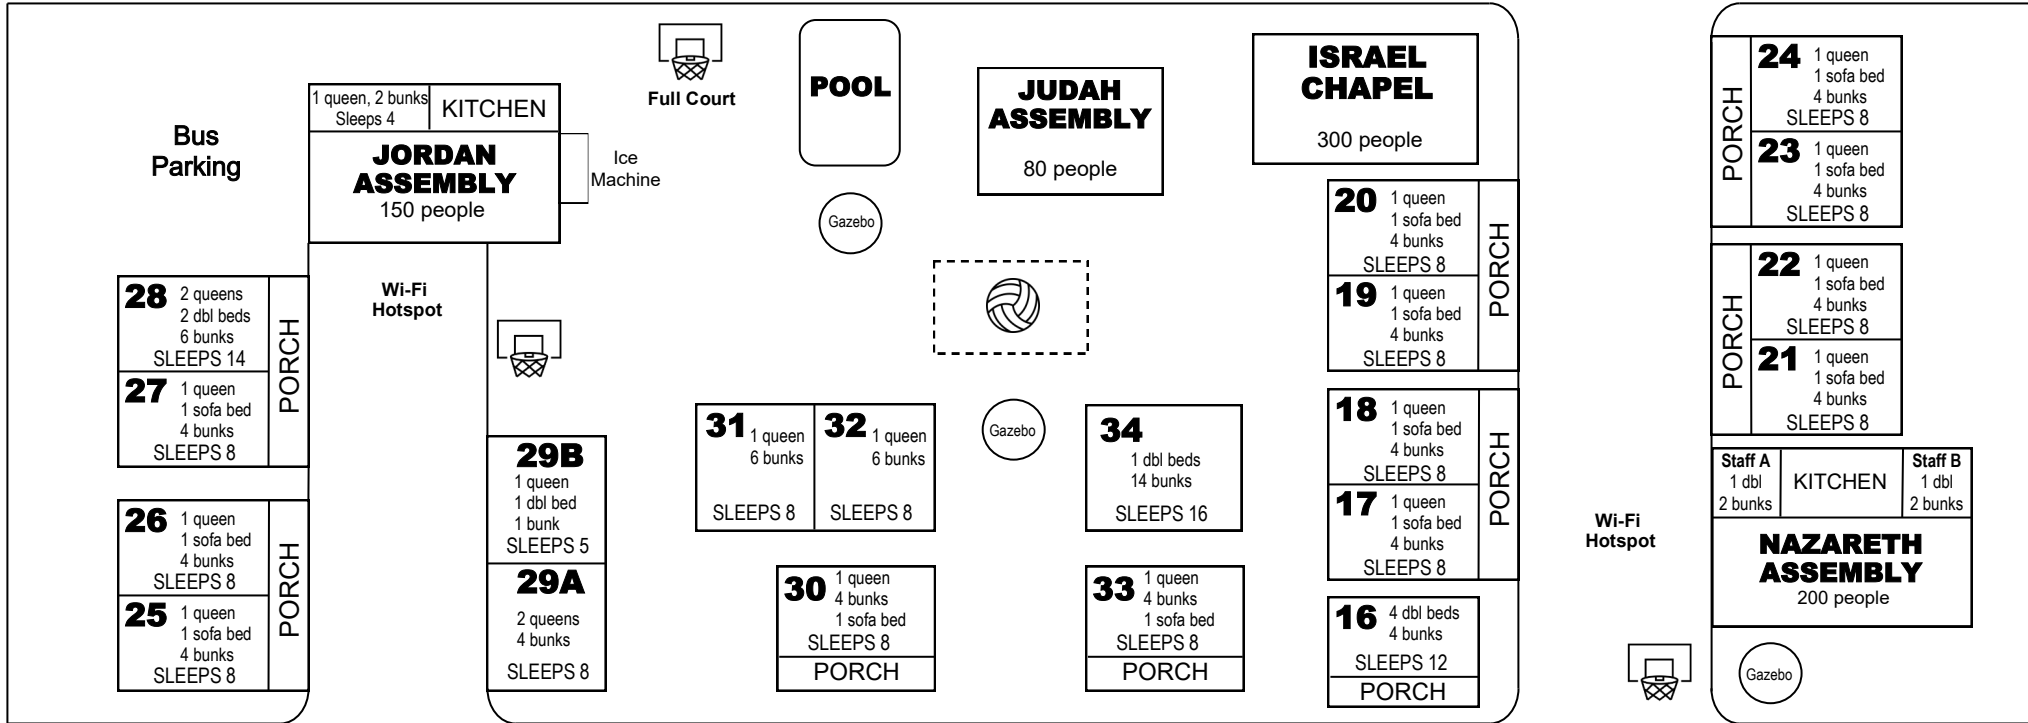 Bus
Parking
1 queen, 2 bunks
Sleeps 4
KITCHEN
JORDAN
ASSEMBLY
150 people
Ice
Machine
Full Court
POOL
Gazebo
JUDAH
ASSEMBLY
80 people
ISRAEL
CHAPEL
300 people
Wi-Fi
Hotspot
28
2 queens
2 dbl beds
6 bunks
SLEEPS 14
27
1 queen
1 sofa bed
4 bunks
SLEEPS 8
PORCH
26
1 queen
1 sofa bed
4 bunks
SLEEPS 8
25
1 queen
1 sofa bed
4 bunks
SLEEPS 8
PORCH
29B
1 queen
1 dbl bed
1 bunk
SLEEPS 5
29A
2 queens
4 bunks
SLEEPS 8
31
1 queen
6 bunks
SLEEPS 8
32
1 queen
6 bunks
SLEEPS 8
Gazebo
34
1 dbl beds
14 bunks
SLEEPS 16
30
1 queen
4 bunks
1 sofa bed
SLEEPS 8
PORCH
33
1 queen
4 bunks
1 sofa bed
SLEEPS 8
PORCH
20
1 queen
1 sofa bed
4 bunks
SLEEPS 8
19
1 queen
1 sofa bed
4 bunks
SLEEPS 8
PORCH
18
1 queen
1 sofa bed
4 bunks
SLEEPS 8
17
1 queen
1 sofa bed
4 bunks
SLEEPS 8
PORCH
16
4 dbl beds
4 bunks
SLEEPS 12
PORCH
Wi-Fi
Hotspot
PORCH
24
1 queen
1 sofa bed
4 bunks
SLEEPS 8
23
1 queen
1 sofa bed
4 bunks
SLEEPS 8
PORCH
22
1 queen
1 sofa bed
4 bunks
SLEEPS 8
21
1 queen
1 sofa bed
4 bunks
SLEEPS 8
Staff A
1 dbl
2 bunks
KITCHEN
Staff B
1 dbl
2 bunks
NAZARETH
ASSEMBLY
200 people
Gazebo